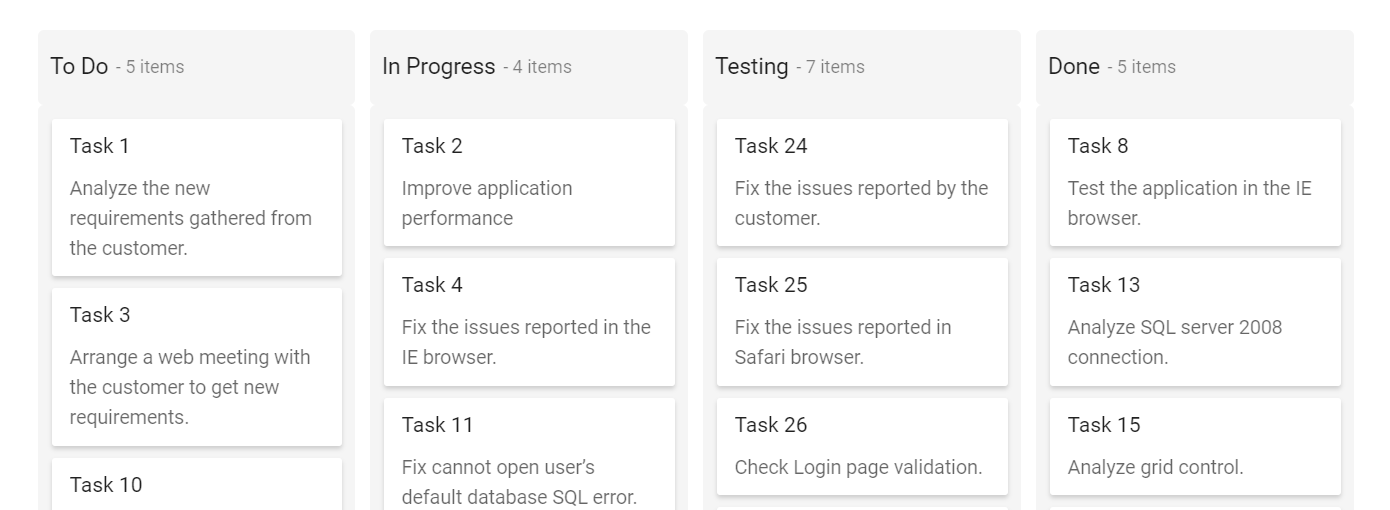 To Do - 5 items
Task 1
Analyze the new
requirements gathered from
the customer.
Task 3
Arrange a web meeting with
the customer to get new
requirements.
Task 10
In Progress - 4 items
Task 2
Improve application
performance
Task 4
Fix the issues reported in the
IE browser.
Task 11
Fix cannot open user’s
default database SQL error.
Testing - 7 items
Task 24
Fix the issues reported by the
customer.
Task 25
Fix the issues reported in
Safari browser.
Task 26
Check Login page validation.
Done - 5 items
Task 8
Test the application in the IE
browser.
Task 13
Analyze SQL server 2008
connection.
Task 15
Analyze grid control.